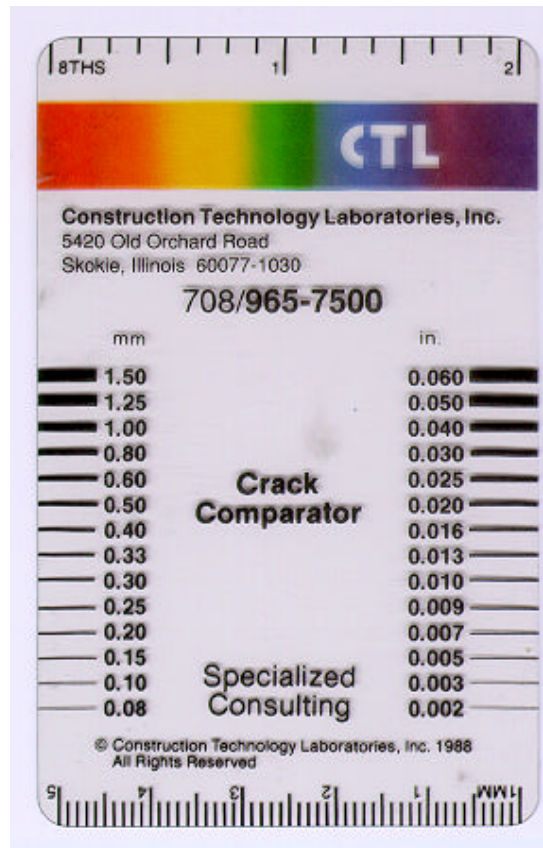 8THS 1 2
CTL
Construction Technology Laboratories, Inc.
5420 Old Orchard Road
Skokie, Illinois 60077-1030
708/965-7500
mm in.
1.50 0.060
1.25 0.050
1.00 0.040
0.80 0.030
0.60 0.025
0.50 0.020
0.40 0.016
0.33 0.013
0.30 0.010
0.25 0.009
0.20 0.007
0.15 0.005
0.10 0.003
0.08 0.002
Crack
Comparator
Specialized
Consulting
© Construction Technology Laboratories, Inc. 1988
All Rights Reserved
5 4 3 2 1 1MM